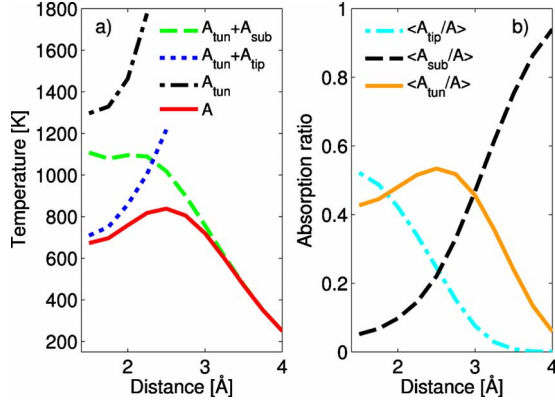 a)
A_tun+A_sub
A_tun+A_tip
A_tun
A
1800
1600
1400
1200
1000
800
600
400
200
Temperature [K]
2 3 4
Distance [Å]
b)
<A_tip/A>
<A_sub/A>
<A_tun/A>
1
0.8
0.6
0.4
0.2
0
Absorption ratio
2 3 4
Distance [Å]